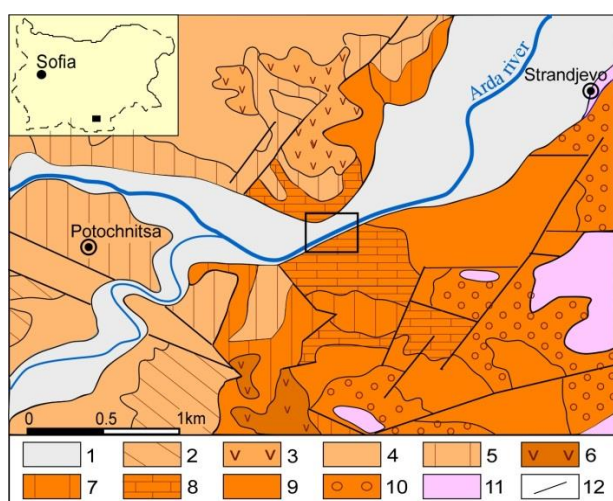 Sofia
Arda river
Strandjevo
Potochnitsa
0 0.5 1km
1 2 3 4 5 6
7 8 9 10 11 12